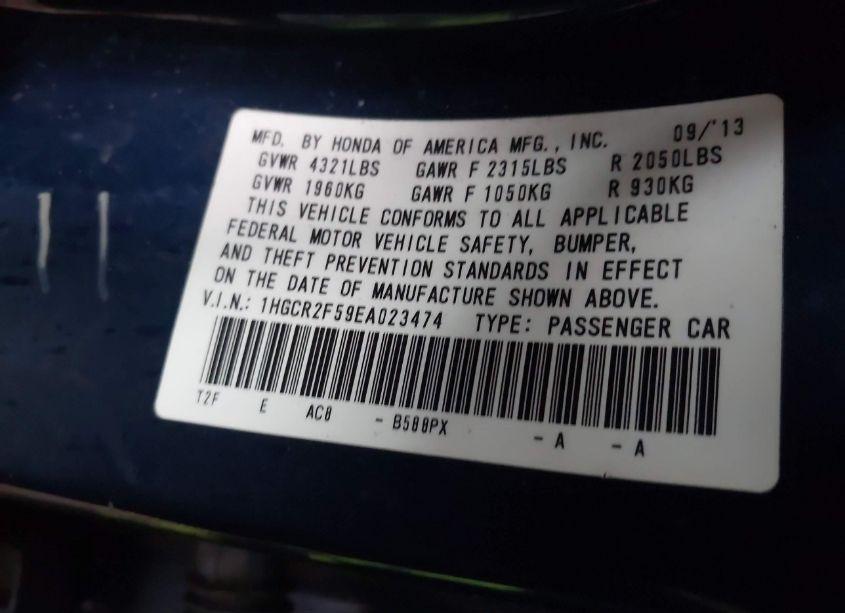 MFD. BY HONDA OF AMERICA MFG., INC. 09/'13
GVWR 4321LBS GAWR F 2315LBS R 2050LBS
GVWR 1960KG GAWR F 1050KG R 930KG
THIS VEHICLE CONFORMS TO ALL APPLICABLE
FEDERAL MOTOR VEHICLE SAFETY, BUMPER,
AND THEFT PREVENTION STANDARDS IN EFFECT
ON THE DATE OF MANUFACTURE SHOWN ABOVE.
V.I.N.: 1HGCR2F59EA023474 TYPE: PASSENGER CAR
T2F E AC8 - B588PX - A - A